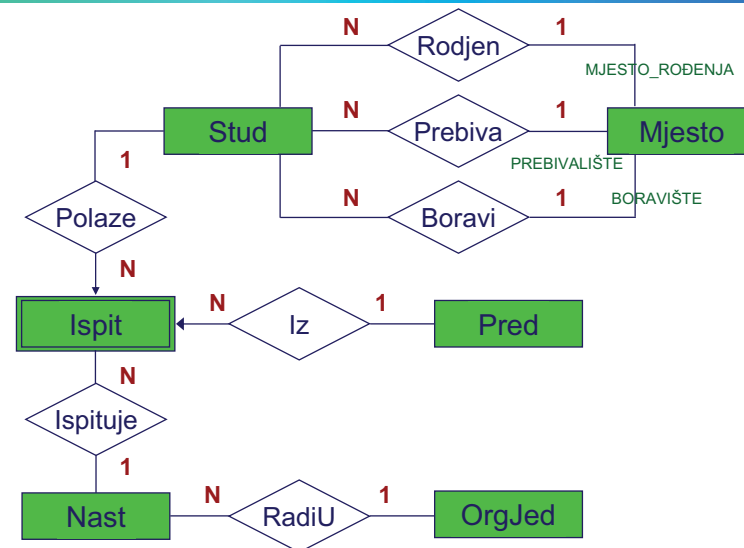 N
Rodjen
1
MJESTO_ROĐENJA
Stud
N
Prebiva
1
Mjesto
PREBIVALIŠTE
1
N
Boravi
1
BORAVIŠTE
Polaze
N
Ispit
N
Iz
1
Pred
N
Ispituje
1
Nast
N
RadiU
1
OrgJed